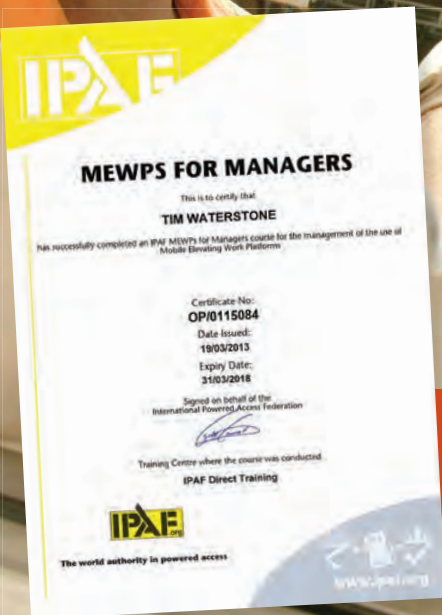 IPAF
MEWPS FOR MANAGERS
This is to certify that
TIM WATERSTONE
has successfully completed an IPAF MEWPs for Managers course for the management of the use of
Mobile Elevating Work Platforms
Certificate No:
OP/0115084
Date Issued:
19/03/2013
Expiry Date:
31/03/2018
Signed on behalf of the
International Powered Access Federation
Training Centre where the course was conducted
IPAF Direct Training
IPAF.org
The world authority in powered access
www.ipaf.org